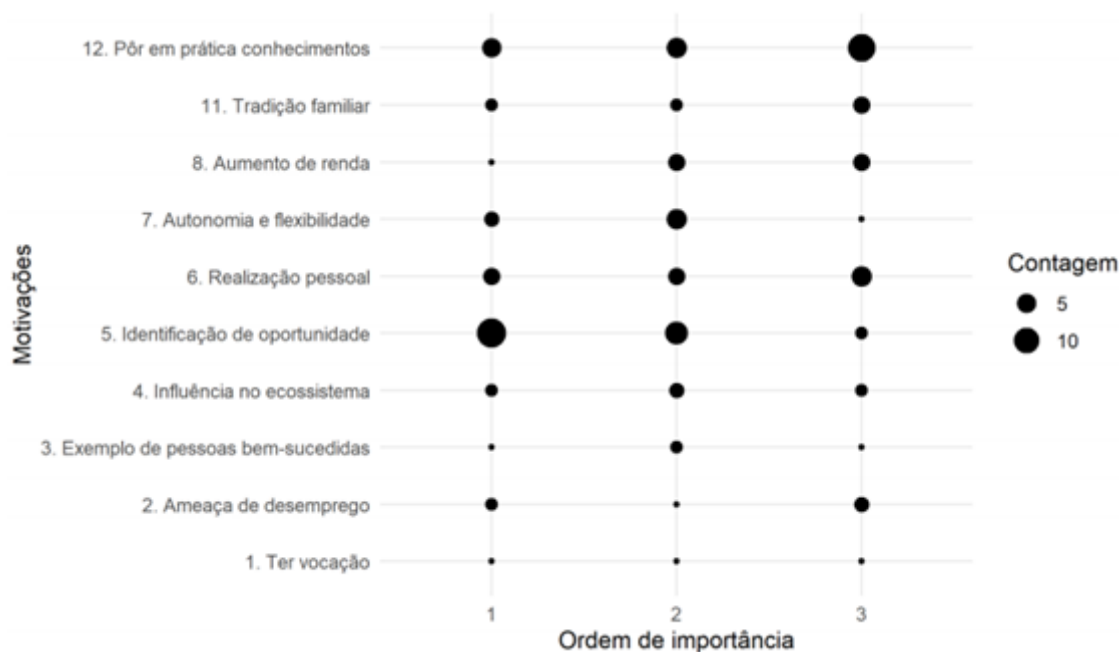 12. Pôr em prática conhecimentos
11. Tradição familiar
8. Aumento de renda
7. Autonomia e flexibilidade
6. Realização pessoal
5. Identificação de oportunidade
4. Influência no ecossistema
3. Exemplo de pessoas bem-sucedidas
2. Ameaça de desemprego
1. Ter vocação
Motivações
1 2 3
Ordem de importância
Contagem
5
10